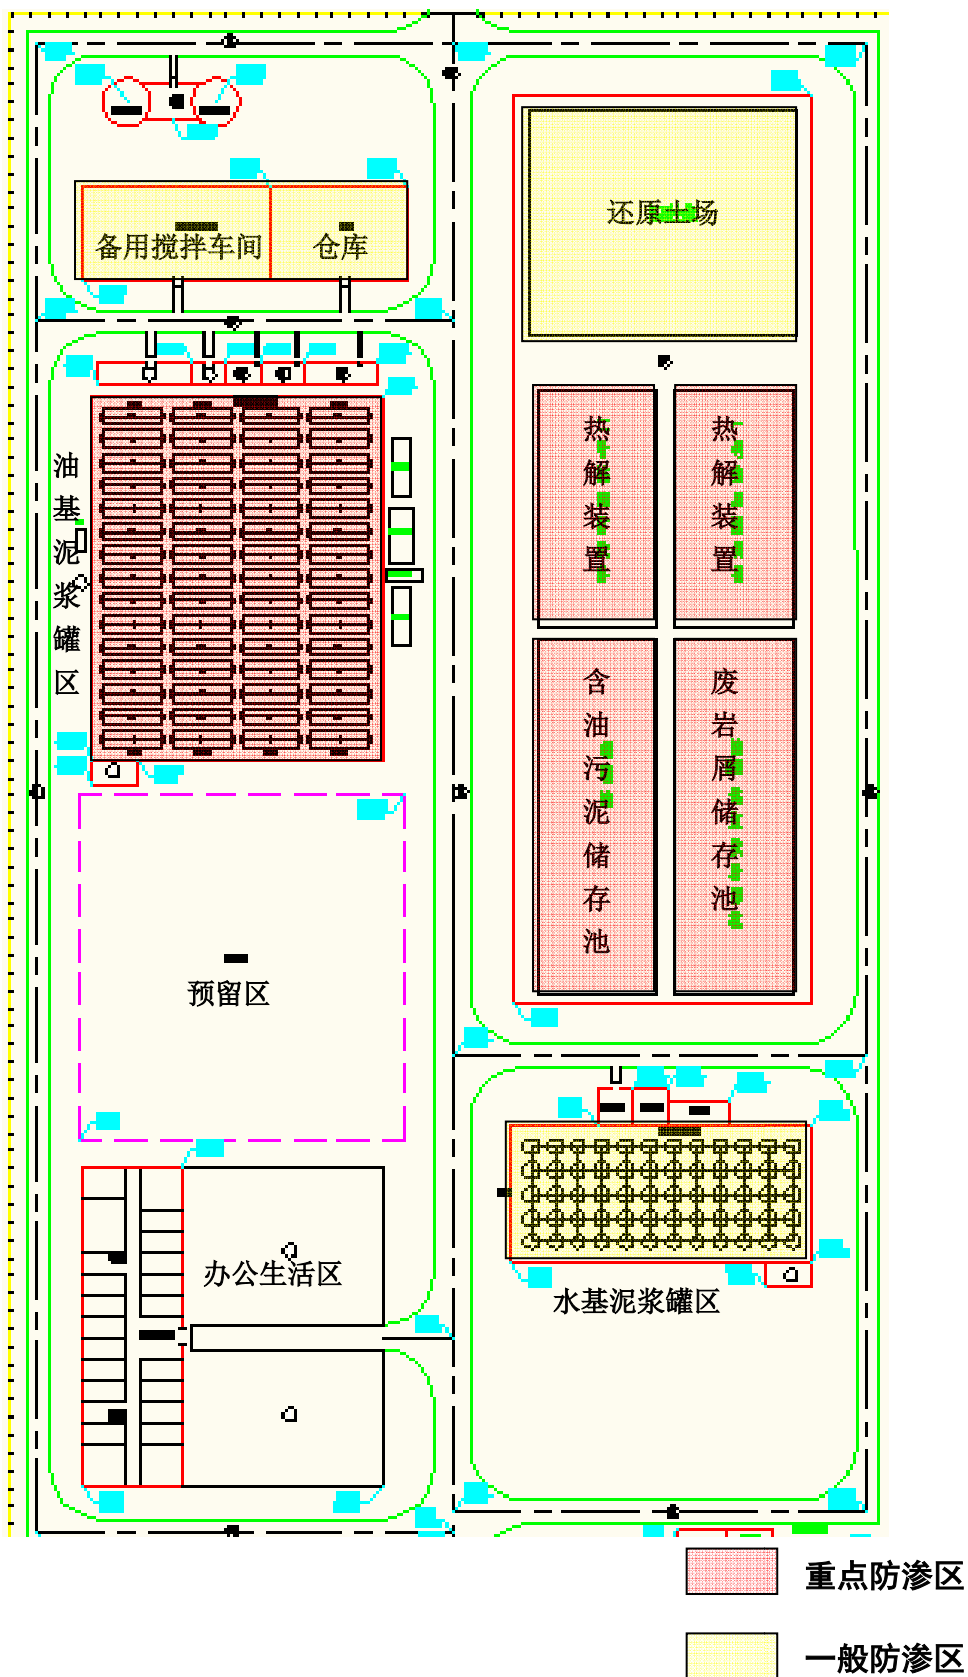 还原土场
备用搅拌车间
仓库
热解装置
热解装置
油基泥浆罐区
含油污泥储存池
废岩屑储存池
预留区
办公生活区
水基泥浆罐区
重点防渗区
一般防渗区